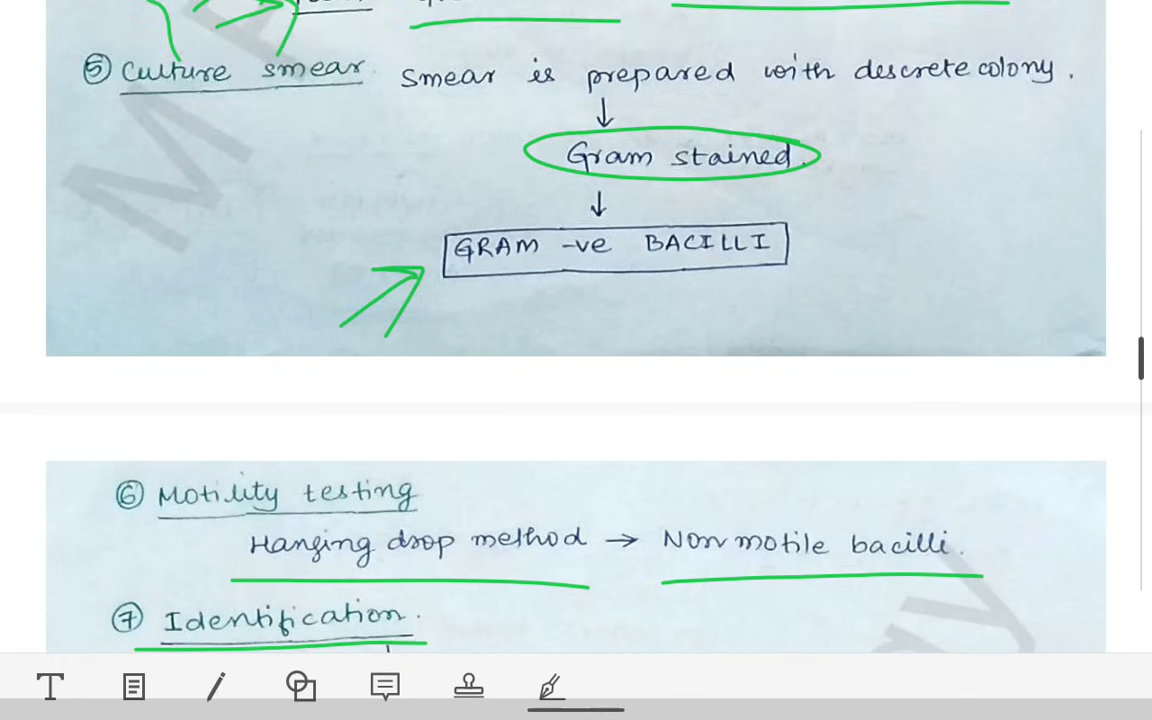 ⑤ Culture smear. Smear is prepared with descrete colony.
↓
Gram stained.
↓
GRAM -ve BACILLI
⑥ Motility testing
Hanging drop method → Non motile bacilli.
⑦ Identification.
T